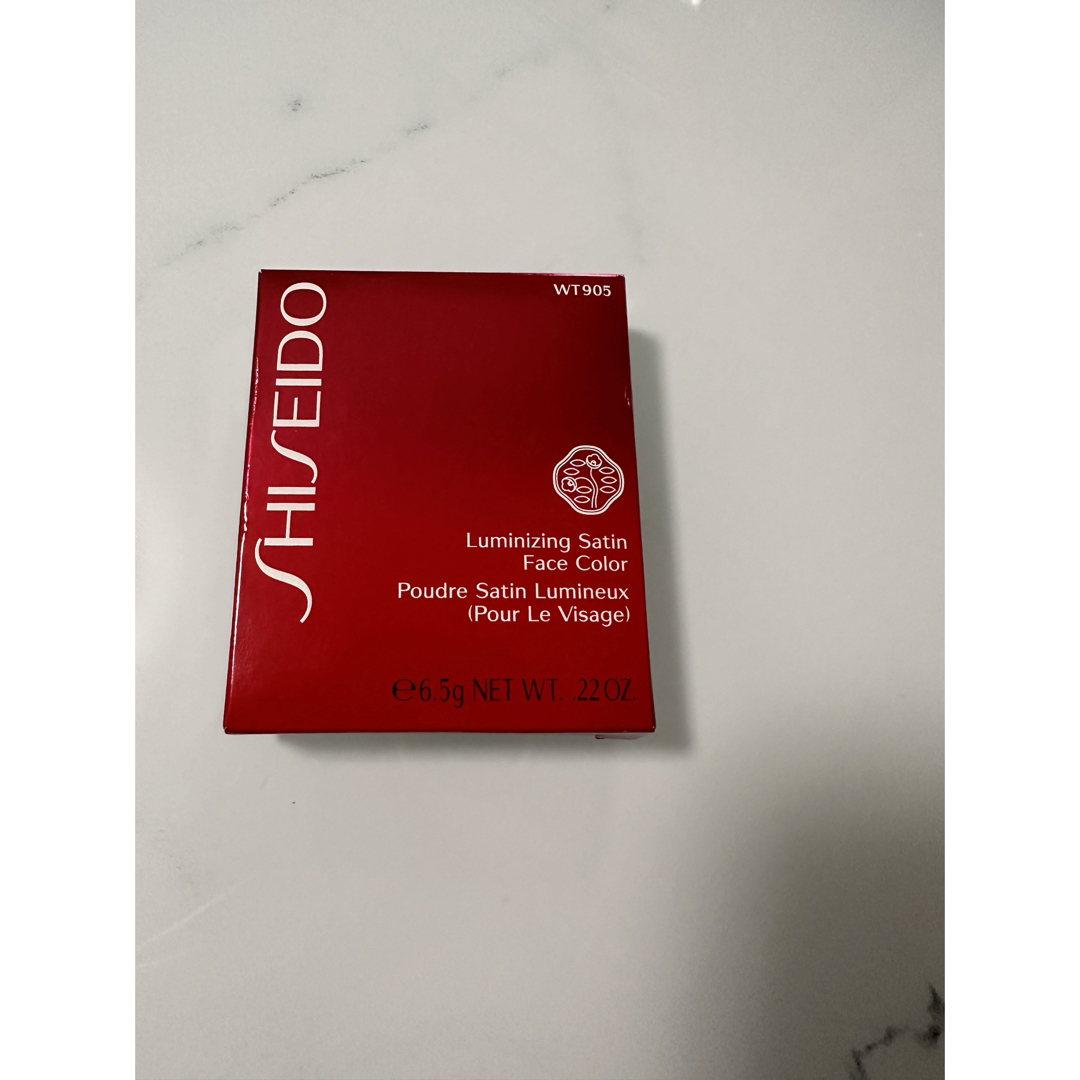 SHISEIDO
WT905
Luminizing Satin
Face Color
Poudre Satin Lumineux
(Pour Le Visage)
℮6.5g NET WT. .22 OZ.